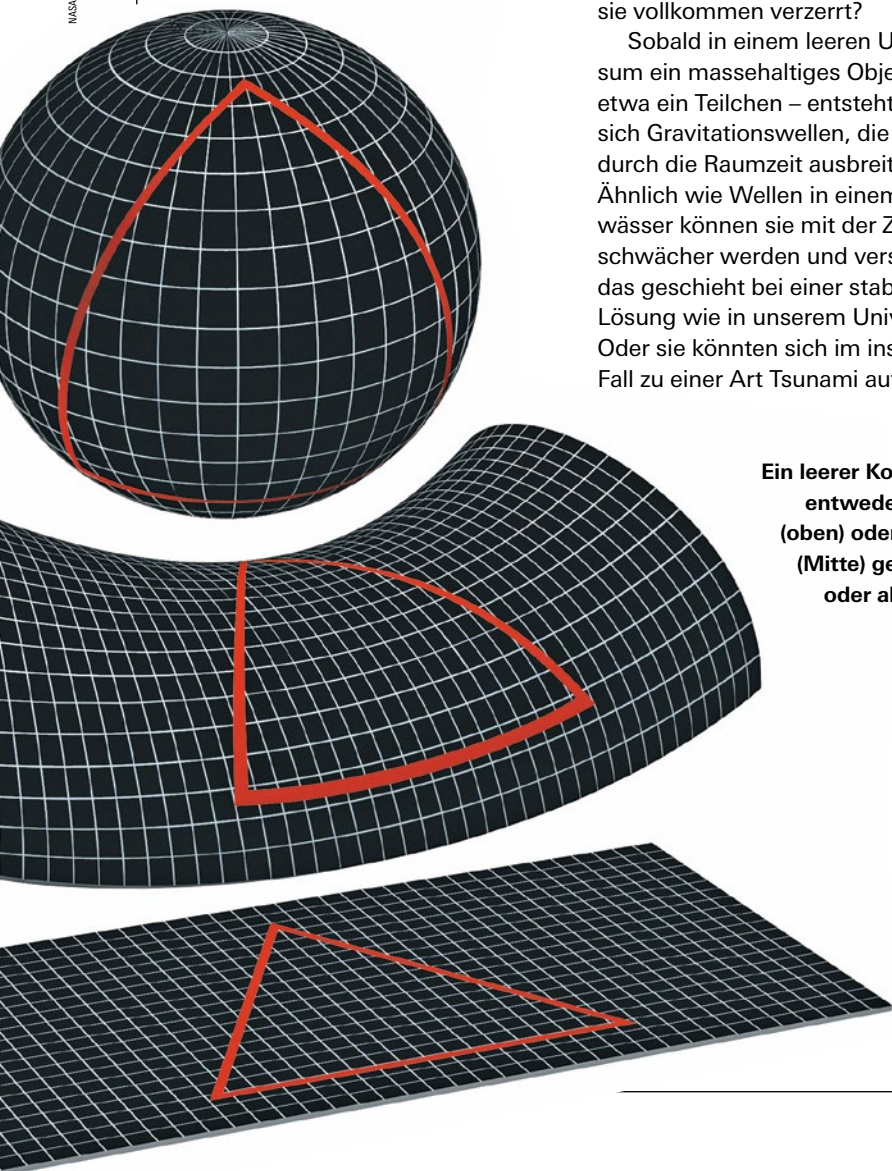 NASA
sie vollkommen verzerrt?
Sobald in einem leeren U
sum ein massehaltiges Obje
etwa ein Teilchen – entsteht
sich Gravitationswellen, die
durch die Raumzeit ausbreit
Ähnlich wie Wellen in einem
wässer können sie mit der Z
schwächer werden und vers
das geschieht bei einer stab
Lösung wie in unserem Univ
Oder sie könnten sich im ins
Fall zu einer Art Tsunami au
Ein leerer Ko
entwede
(oben) oder
(Mitte) ge
oder al